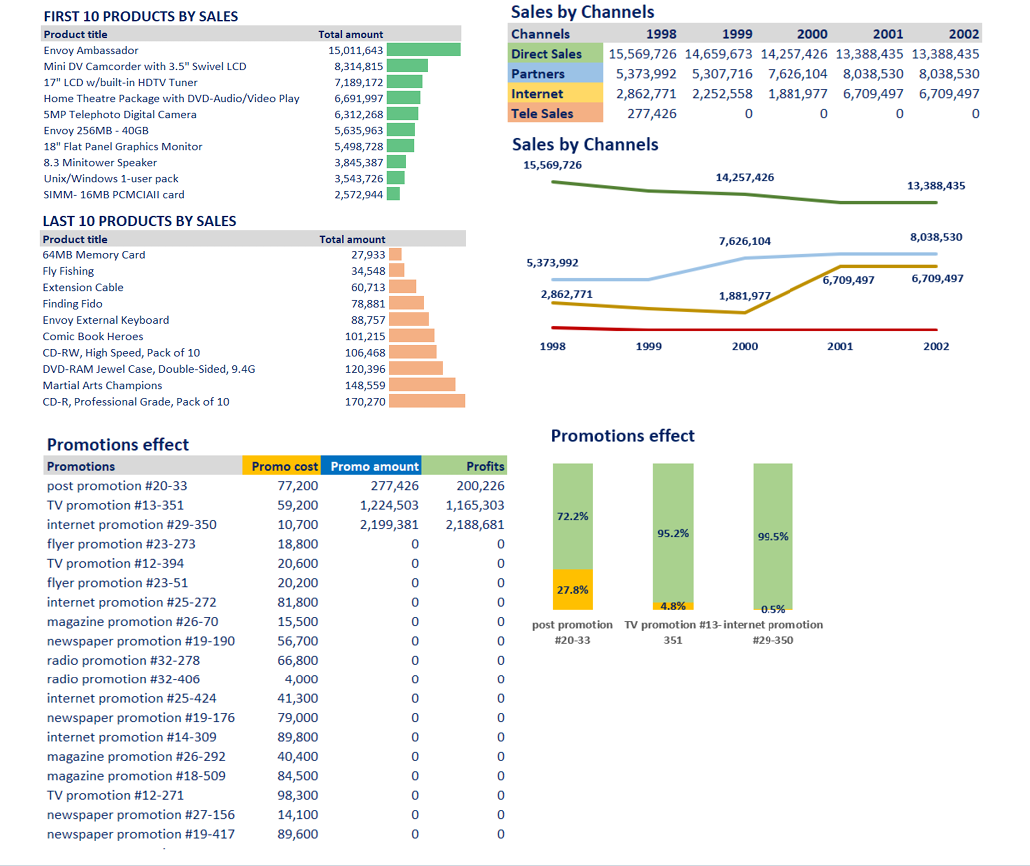 FIRST 10 PRODUCTS BY SALES
Product title Total amount
Envoy Ambassador 15,011,643
Mini DV Camcorder with 3.5" Swivel LCD 8,314,815
17" LCD w/built-in HDTV Tuner 7,189,172
Home Theatre Package with DVD-Audio/Video Play 6,691,997
5MP Telephoto Digital Camera 6,312,268
Envoy 256MB - 40GB 5,635,963
18" Flat Panel Graphics Monitor 5,498,728
8.3 Minitower Speaker 3,845,387
Unix/Windows 1-user pack 3,543,726
SIMM- 16MB PCMCIAII card 2,572,944
LAST 10 PRODUCTS BY SALES
Product title Total amount
64MB Memory Card 27,933
Fly Fishing 34,548
Extension Cable 60,713
Finding Fido 78,881
Envoy External Keyboard 88,757
Comic Book Heroes 101,215
CD-RW, High Speed, Pack of 10 106,468
DVD-RAM Jewel Case, Double-Sided, 9.4G 120,396
Martial Arts Champions 148,559
CD-R, Professional Grade, Pack of 10 170,270
Sales by Channels
Channels 1998 1999 2000 2001 2002
Direct Sales 15,569,726 14,659,673 14,257,426 13,388,435 13,388,435
Partners 5,373,992 5,307,716 7,626,104 8,038,530 8,038,530
Internet 2,862,771 2,252,558 1,881,977 6,709,497 6,709,497
Tele Sales 277,426 0 0 0 0
Sales by Channels
15,569,726
14,257,426
13,388,435
7,626,104
8,038,530
5,373,992
6,709,497
6,709,497
2,862,771
1,881,977
1998 1999 2000 2001 2002
Promotions effect
Promotions Promo cost Promo amount Profits
post promotion #20-33 77,200 277,426 200,226
TV promotion #13-351 59,200 1,224,503 1,165,303
internet promotion #29-350 10,700 2,199,381 2,188,681
flyer promotion #23-273 18,800 0 0
TV promotion #12-394 20,600 0 0
flyer promotion #23-51 20,200 0 0
internet promotion #25-272 81,800 0 0
magazine promotion #26-70 15,500 0 0
newspaper promotion #19-190 56,700 0 0
radio promotion #32-278 66,800 0 0
radio promotion #32-406 4,000 0 0
internet promotion #25-424 41,300 0 0
newspaper promotion #19-176 79,000 0 0
internet promotion #14-309 89,800 0 0
magazine promotion #26-292 40,400 0 0
magazine promotion #18-509 84,500 0 0
TV promotion #12-271 98,300 0 0
newspaper promotion #27-156 14,100 0 0
newspaper promotion #19-417 89,600 0 0
Promotions effect
72.2%
95.2%
99.5%
27.8%
4.8%
0.5%
post promotion TV promotion #13- internet promotion
#20-33 351 #29-350